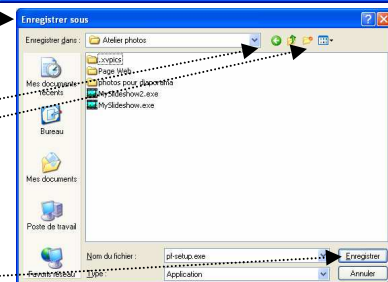 Enregistrer sous
Enregistrer dans :
Atelier photos
.xvpics
Page Web
photos pour diaporama
MySlideshow2.exe
MySlideshow.exe
Mes documents récents
Bureau
Mes documents
Poste de travail
Favoris réseau
Nom du fichier :
pf-setup.exe
Enregistrer
Type :
Application
Annuler